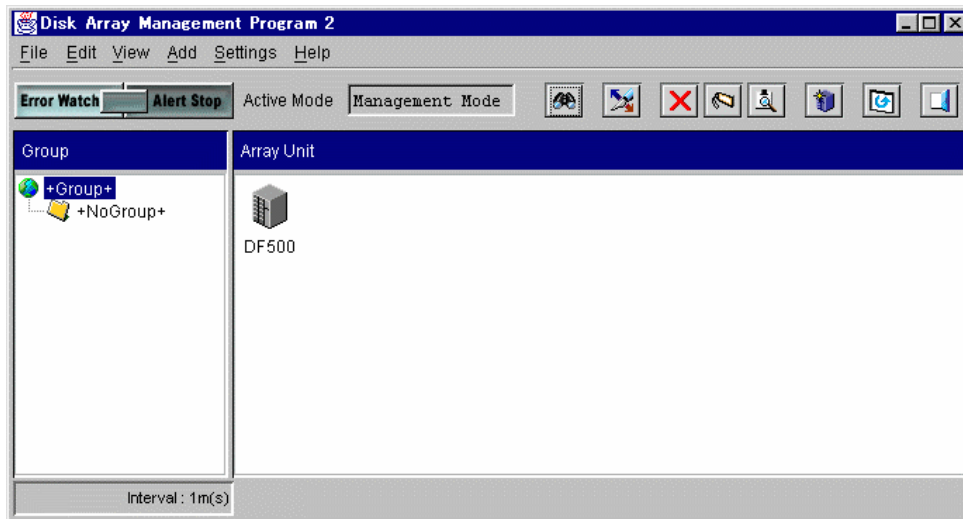 Disk Array Management Program 2
File Edit View Add Settings Help
Error Watch Alert Stop Active Mode Management Mode
Group Array Unit
+Group+
+NoGroup+
DF500
Interval : 1m(s)